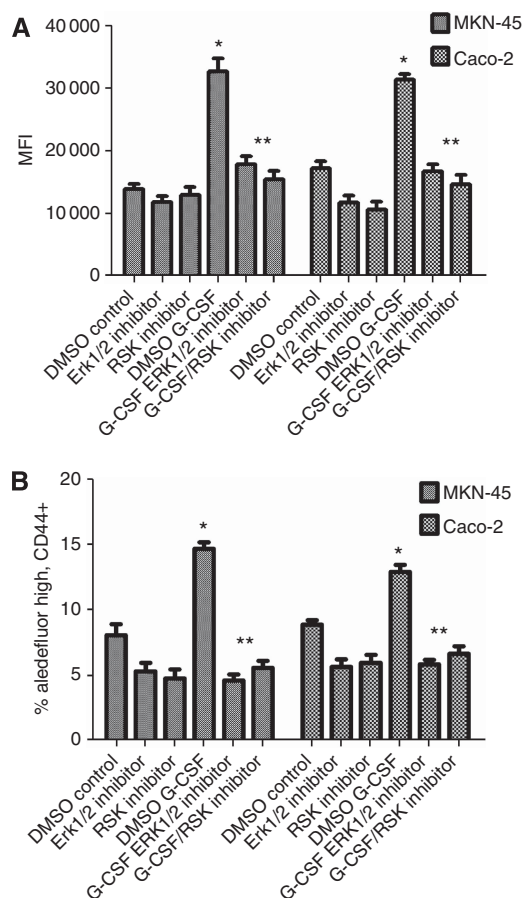 A
40 000
30 000
20 000
10 000
0
MFI
MKN-45
Caco-2
*
**
*
**
DMSO control
Erk1/2 inhibitor
RSK inhibitor
DMSO G-CSF
G-CSF ERK1/2 inhibitor
G-CSF/RSK inhibitor
DMSO control
Erk1/2 inhibitor
RSK inhibitor
DMSO G-CSF
G-CSF ERK1/2 inhibitor
G-CSF/RSK inhibitor
B
20
15
10
5
0
% aledefluor high, CD44+
MKN-45
Caco-2
*
**
*
**
DMSO control
Erk1/2 inhibitor
RSK inhibitor
DMSO G-CSF
G-CSF ERK1/2 inhibitor
G-CSF/RSK inhibitor
DMSO control
Erk1/2 inhibitor
RSK inhibitor
DMSO G-CSF
G-CSF ERK1/2 inhibitor
G-CSF/RSK inhibitor